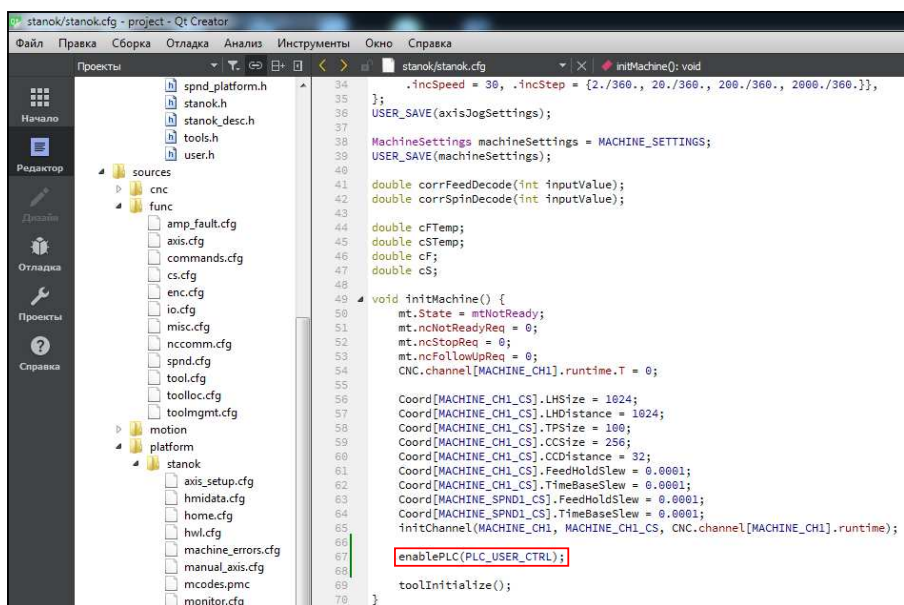 stanok/stanok.cfg - project - Qt Creator
Файл Правка Сборка Отладка Анализ Инструменты Окно Справка
Проекты
stanok/stanok.cfg
initMachine(): void
Начало
Редактор
Дизайн
Отладка
Проекты
Справка
spnd_platform.h
stanok.h
stanok_desc.h
tools.h
user.h
sources
cnc
func
amp_fault.cfg
axis.cfg
commands.cfg
cs.cfg
enc.cfg
io.cfg
misc.cfg
nccomm.cfg
spnd.cfg
tool.cfg
toolloc.cfg
toolmgmt.cfg
motion
platform
stanok
axis_setup.cfg
hmidata.cfg
home.cfg
hwl.cfg
machine_errors.cfg
manual_axis.cfg
mcodes.pmc
monitor.cfg
34 .incSpeed = 30, .incStep = {2./360., 20./360., 200./360., 2000./360.}},
35 };
36 USER_SAVE(axisJogSettings);
37
38 MachineSettings machineSettings = MACHINE_SETTINGS;
39 USER_SAVE(machineSettings);
40
41 double corrFeedDecode(int inputValue);
42 double corrSpinDecode(int inputValue);
43
44 double cFTemp;
45 double cSTemp;
46 double cF;
47 double cS;
48
49 void initMachine() {
50 mt.State = mtNotReady;
51 mt.ncNotReadyReq = 0;
52 mt.ncStopReq = 0;
53 mt.ncFollowUpReq = 0;
54 CNC.channel[MACHINE_CH1].runtime.T = 0;
55
56 Coord[MACHINE_CH1_CS].LHSize = 1024;
57 Coord[MACHINE_CH1_CS].LHDistance = 1024;
58 Coord[MACHINE_CH1_CS].TPSize = 100;
59 Coord[MACHINE_CH1_CS].CCSize = 256;
60 Coord[MACHINE_CH1_CS].CCDistance = 32;
61 Coord[MACHINE_CH1_CS].FeedHoldSlew = 0.0001;
62 Coord[MACHINE_CH1_CS].TimeBaseSlew = 0.0001;
63 Coord[MACHINE_SPND1_CS].FeedHoldSlew = 0.0001;
64 Coord[MACHINE_SPND1_CS].TimeBaseSlew = 0.0001;
65 initChannel(MACHINE_CH1, MACHINE_CH1_CS, CNC.channel[MACHINE_CH1].runtime);
66
67 enablePLC(PLC_USER_CTRL);
68
69 toolInitialize();
70 }